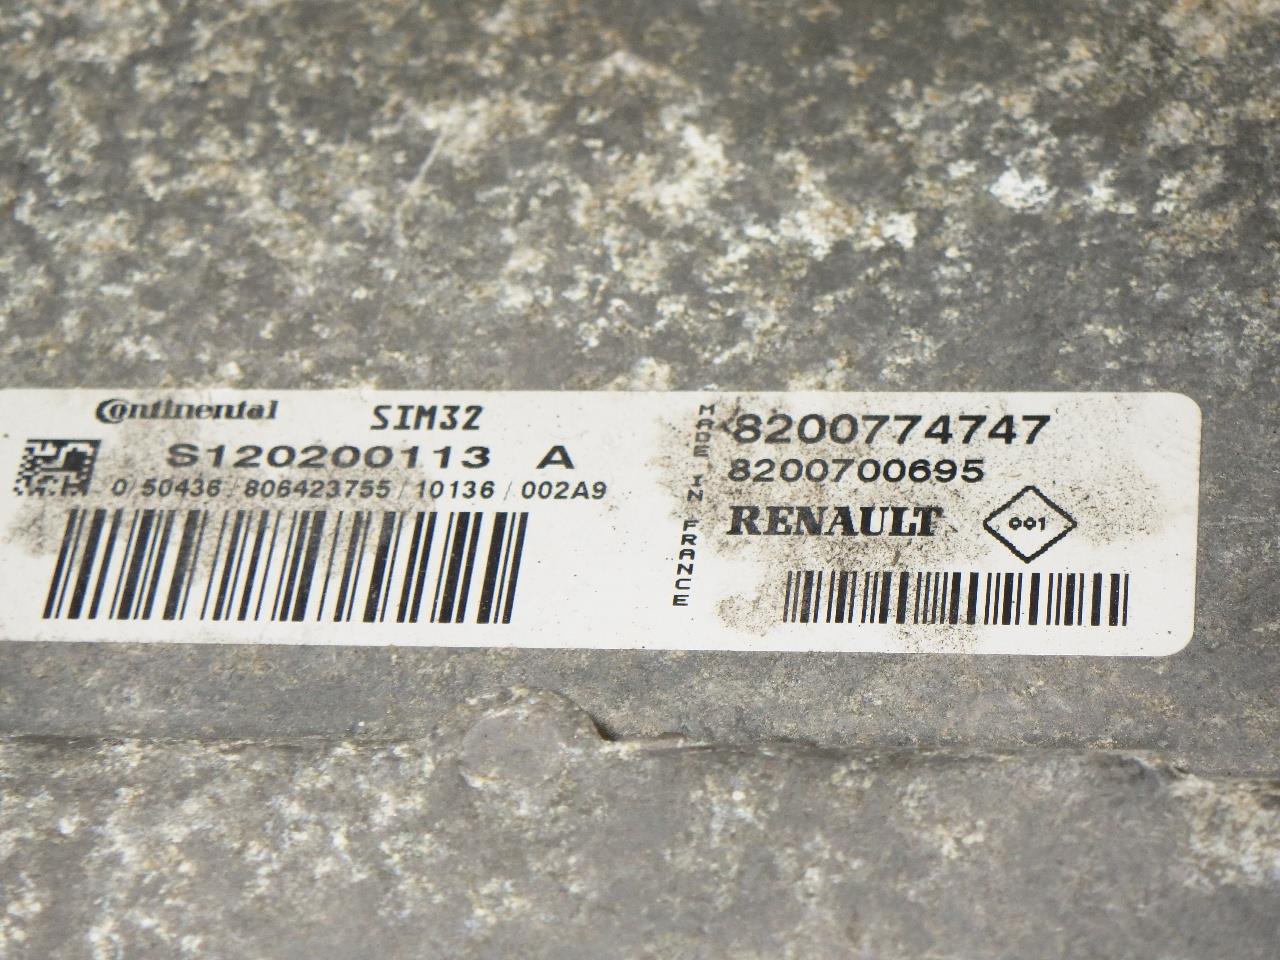 Continental SIM32
S120200113 A
0/50436 806423755/10136/002A9
MADE IN FRANCE
8200774747
8200700695
RENAULT 001